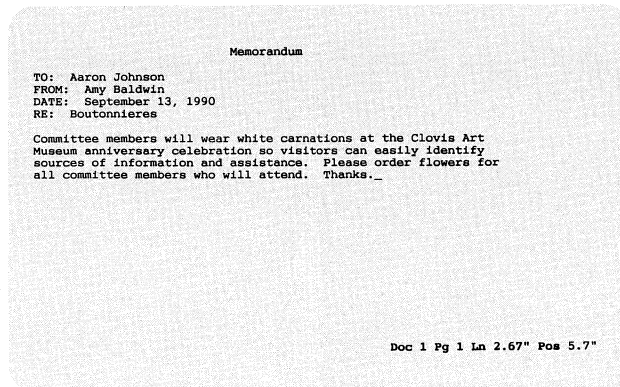 Memorandum
TO:  Aaron Johnson
FROM:  Amy Baldwin
DATE:  September 13, 1990
RE:  Boutonnieres
Committee members will wear white carnations at the Clovis Art
Museum anniversary celebration so visitors can easily identify
sources of information and assistance.  Please order flowers for
all committee members who will attend.  Thanks._
Doc 1 Pg 1 Ln 2.67" Pos 5.7"